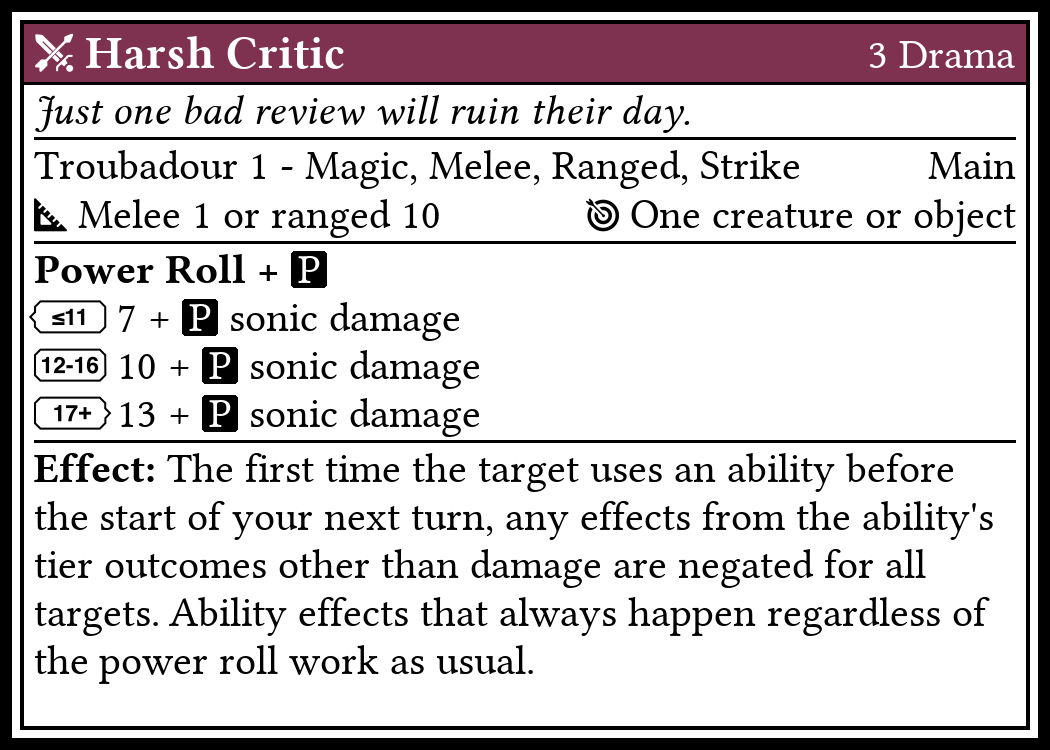 Harsh Critic 3 Drama
Just one bad review will ruin their day.
Troubadour 1 - Magic, Melee, Ranged, Strike Main
Melee 1 or ranged 10 One creature or object
Power Roll + P
≤11 7 + P sonic damage
12-16 10 + P sonic damage
17+ 13 + P sonic damage
Effect: The first time the target uses an ability before
the start of your next turn, any effects from the ability's
tier outcomes other than damage are negated for all
targets. Ability effects that always happen regardless of
the power roll work as usual.